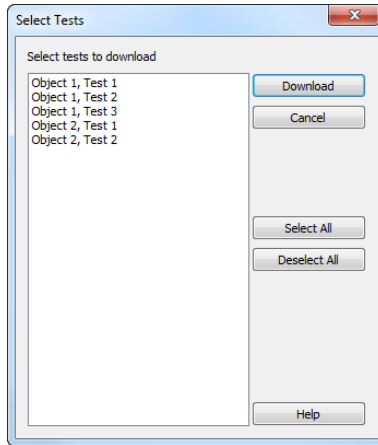 Select Tests
Select tests to download
Object 1, Test 1
Object 1, Test 2
Object 1, Test 3
Object 2, Test 1
Object 2, Test 2
Download
Cancel
Select All
Deselect All
Help